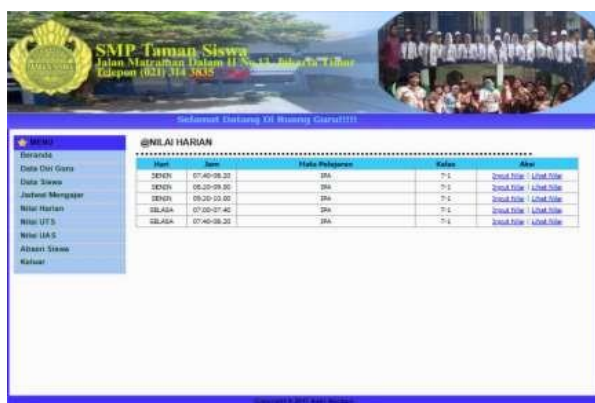 SMP Taman Siswa
Jalan Matraman Dalam II No.13, Jakarta Timur
Telepon (021) 314 3835
Selamat Datang Di Ruang Guru!!!!!
MENU
Beranda
Data Diri Guru
Data Siswa
Jadwal Mengajar
Nilai Harian
Nilai UTS
Nilai UAS
Absen Siswa
Keluar
@NILAI HARIAN
Hari Jam Mata Pelajaran Kelas Aksi
SENIN 07.40-08.20 IPA 7-1 Input Nilai | Lihat Nilai
SENIN 08.20-09.00 IPA 7-1 Input Nilai | Lihat Nilai
SENIN 09.20-10.00 IPA 7-1 Input Nilai | Lihat Nilai
SELASA 07.00-07.40 IPA 7-1 Input Nilai | Lihat Nilai
SELASA 07.40-08.20 IPA 7-1 Input Nilai | Lihat Nilai